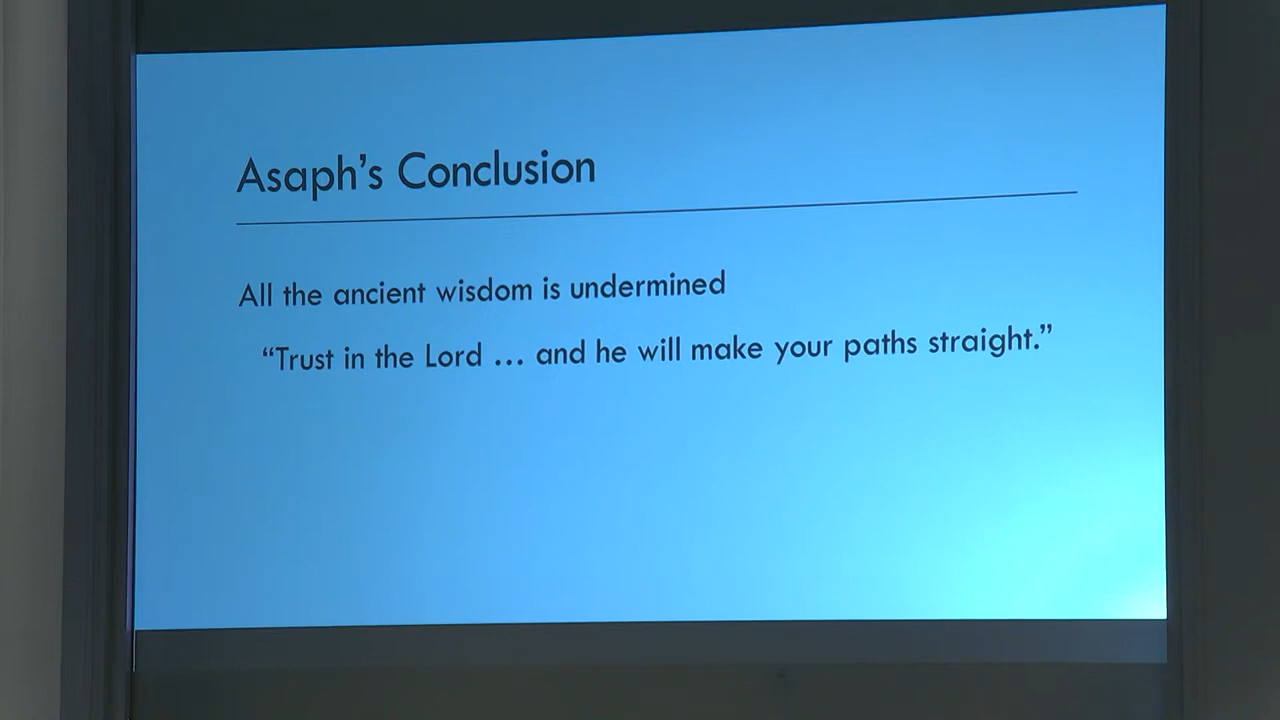 Asaph’s Conclusion
All the ancient wisdom is undermined
“Trust in the Lord … and he will make your paths straight.”